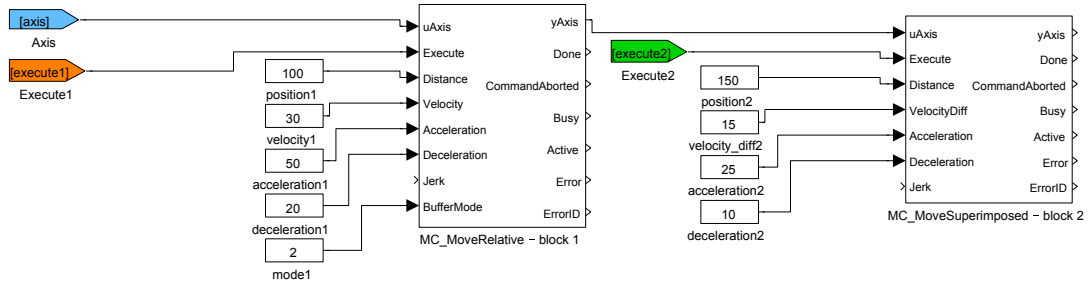 [axis]
Axis
[execute1]
Execute1
100
position1
30
velocity1
50
acceleration1
20
deceleration1
2
mode1
uAxis
Execute
Distance
Velocity
Acceleration
Deceleration
Jerk
BufferMode
yAxis
Done
CommandAborted
Busy
Active
Error
ErrorID
MC_MoveRelative − block 1
[execute2]
Execute2
150
position2
15
velocity_diff2
25
acceleration2
10
deceleration2
uAxis
Execute
Distance
VelocityDiff
Acceleration
Deceleration
Jerk
yAxis
Done
CommandAborted
Busy
Active
Error
ErrorID
MC_MoveSuperimposed − block 2